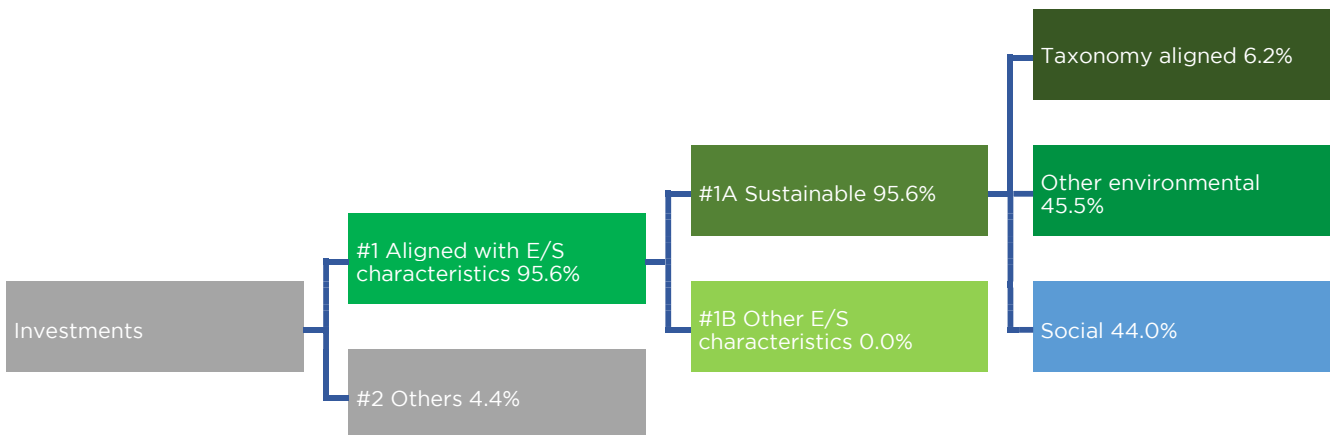 Investments
#1 Aligned with E/S
characteristics 95.6%
#2 Others 4.4%
#1A Sustainable 95.6%
#1B Other E/S
characteristics 0.0%
Taxonomy aligned 6.2%
Other environmental
45.5%
Social 44.0%